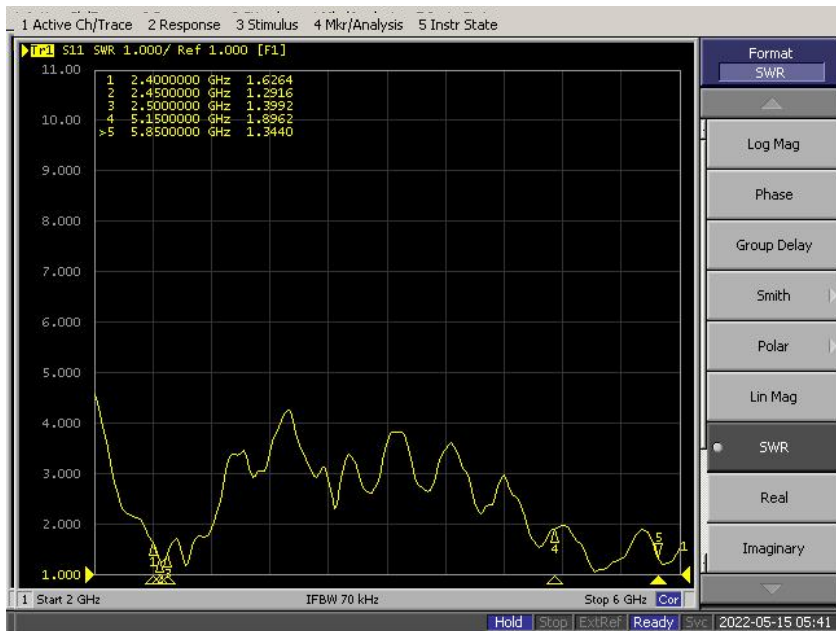 1 Active Ch/Trace 2 Response 3 Stimulus 4 Mkr/Analysis 5 Instr State
Tr1 S11 SWR 1.000/ Ref 1.000 [F1]
11.00
10.00
9.000
8.000
7.000
6.000
5.000
4.000
3.000
2.000
1.000
1 2.4000000 GHz 1.6264
2 2.4500000 GHz 1.2916
3 2.5000000 GHz 1.3992
4 5.1500000 GHz 1.8962
>5 5.8500000 GHz 1.3440
1
3
4
5
1
Format
SWR
Log Mag
Phase
Group Delay
Smith
Polar
Lin Mag
SWR
Real
Imaginary
1 Start 2 GHz
IFBW 70 kHz
Stop 6 GHz Cor
Hold Stop ExtRef Ready Svc 2022-05-15 05:41